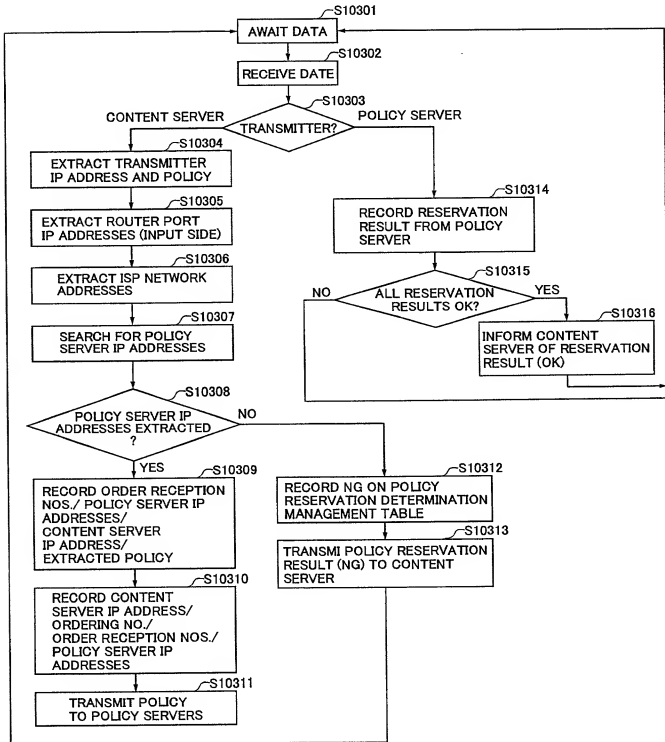 S10301
AWAIT DATA
S10302
RECEIVE DATE
S10303
TRANSMITTER?
CONTENT SERVER
POLICY SERVER
S10304
EXTRACT TRANSMITTER
IP ADDRESS AND POLICY
S10305
EXTRACT ROUTER PORT
IP ADDRESSES (INPUT SIDE)
S10306
EXTRACT ISP NETWORK
ADDRESSES
S10307
SEARCH FOR POLICY
SERVER IP ADDRESSES
S10308
POLICY SERVER IP
ADDRESSES EXTRACTED
?
NO
YES
S10309
RECORD ORDER RECEPTION
NOS./ POLICY SERVER IP
ADDRESSES/
CONTENT SERVER
IP ADDRESS/
EXTRACTED POLICY
S10310
RECORD CONTENT
SERVER IP ADDRESS/
ORDERING NO./
ORDER RECEPTION NOS./
POLICY SERVER IP
ADDRESSES
S10311
TRANSMIT POLICY
TO POLICY SERVERS
S10312
RECORD NG ON POLICY
RESERVATION DETERMINATION
MANAGEMENT TABLE
S10313
TRANSMI POLICY RESERVATION
RESULT (NG) TO CONTENT
SERVER
S10314
RECORD RESERVATION
RESULT FROM POLICY
SERVER
S10315
ALL RESERVATION
RESULTS OK?
NO
YES
S10316
INFORM CONTENT
SERVER OF RESERVATION
RESULT (OK)